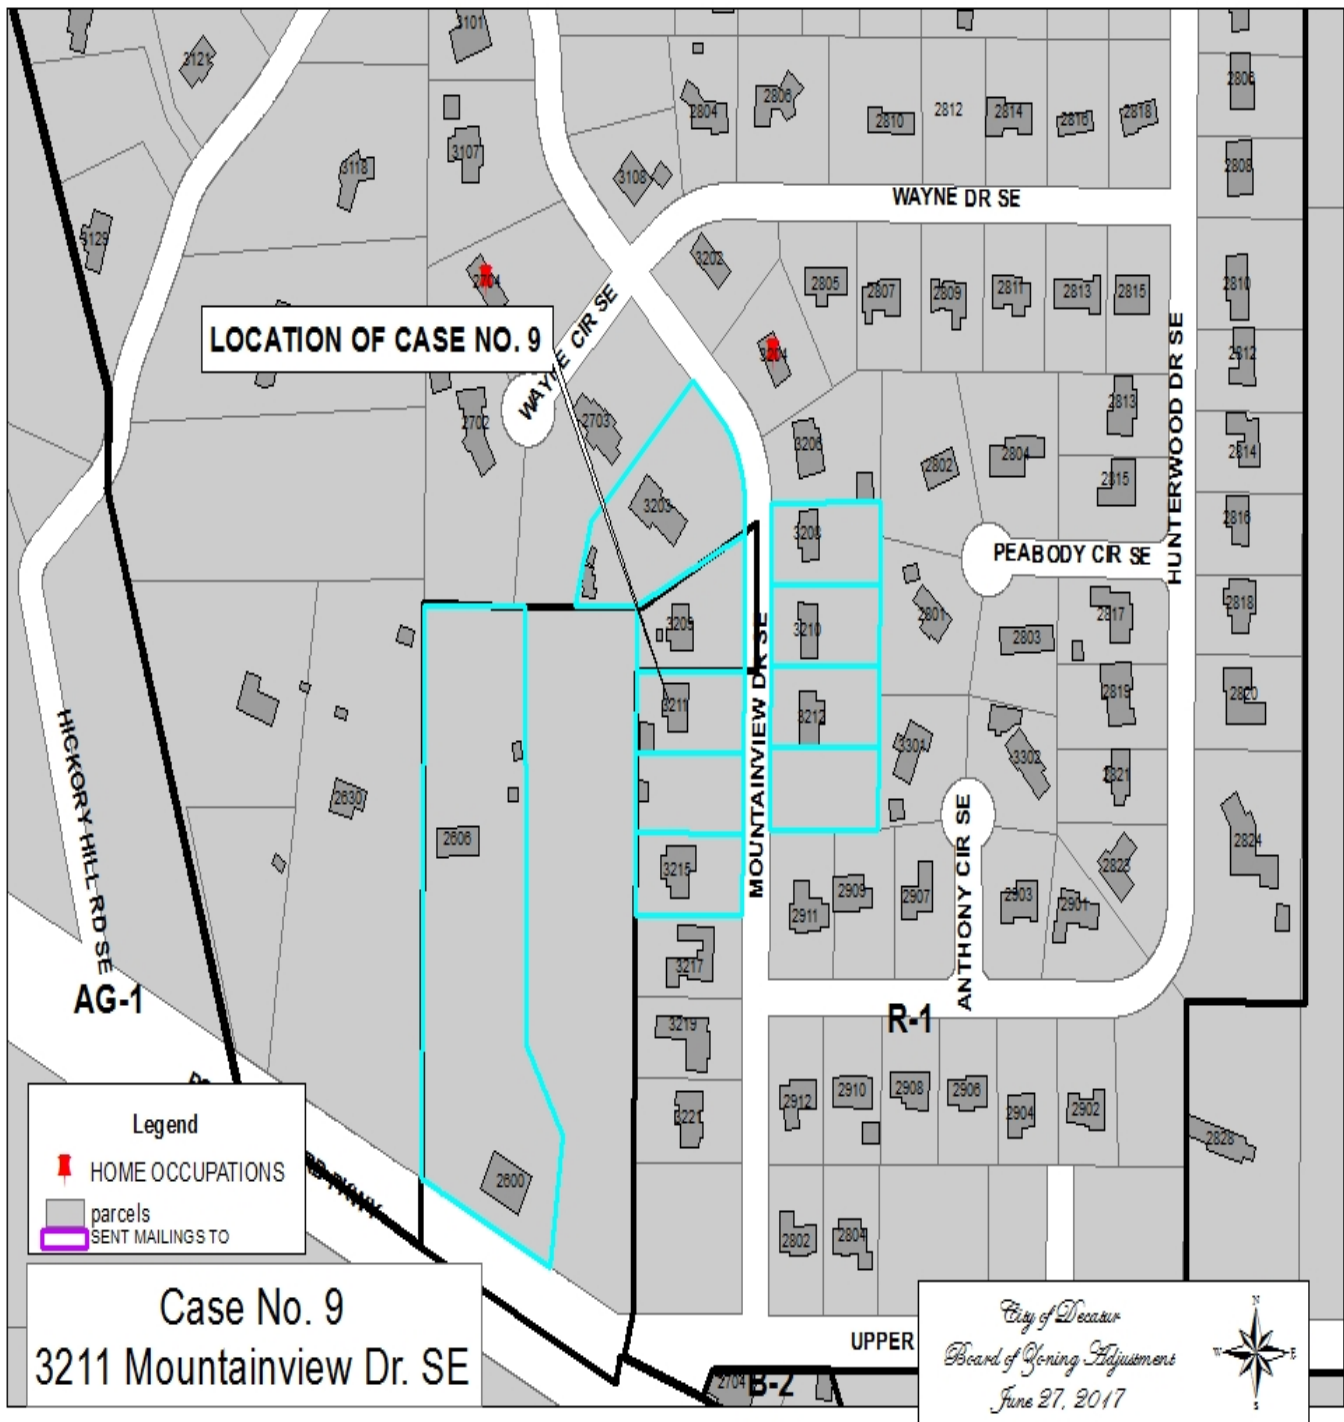 3101
3121
2806
2806
2804
2810
2812
2814
2816
2818
3107
3118
3108
2808
WAYNE DR SE
3129
3202
2704
2805
2807
2809
2811
2813
2815
2810
WAYNE CIR SE
LOCATION OF CASE NO. 9
3204
2912
HUNTERWOOD DR SE
2702
2703
3206
2802
2804
2813
2814
2815
3203
3208
2816
PEABODY CIR SE
3205
3210
2801
2803
2817
2818
MOUNTAINVIEW DR SE
3211
3212
2819
2820
HICKORY HILL RD SE
3301
3302
2821
2630
2606
ANTHONY CIR SE
2823
2824
3215
2911
2909
2907
2903
2901
3217
AG-1
R-1
3219
3221
2912
2910
2908
2906
2904
2902
2828
2600
2802
2804
Legend
HOME OCCUPATIONS
parcels
SENT MAILINGS TO
Case No. 9
3211 Mountainview Dr. SE
UPPER
2704
B-2
City of Decatur
Board of Zoning Adjustment
June 27, 2017
N
W
E
S